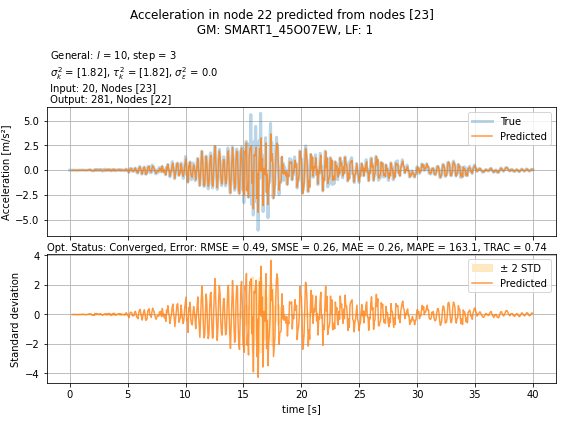 Acceleration in node 22 predicted from nodes [23]
GM: SMART1_45O07EW, LF: 1
General: l = 10, step = 3
σ²ₖ = [1.82], τ²ₖ = [1.82], σ²ε = 0.0
Input: 20, Nodes [23]
Output: 281, Nodes [22]
Acceleration [m/s²]
5.0
2.5
0.0
−2.5
−5.0
True
Predicted
Opt. Status: Converged, Error: RMSE = 0.49, SMSE = 0.26, MAE = 0.26, MAPE = 163.1, TRAC = 0.74
Standard deviation
4
2
0
−2
−4
± 2 STD
Predicted
0 5 10 15 20 25 30 35 40
time [s]